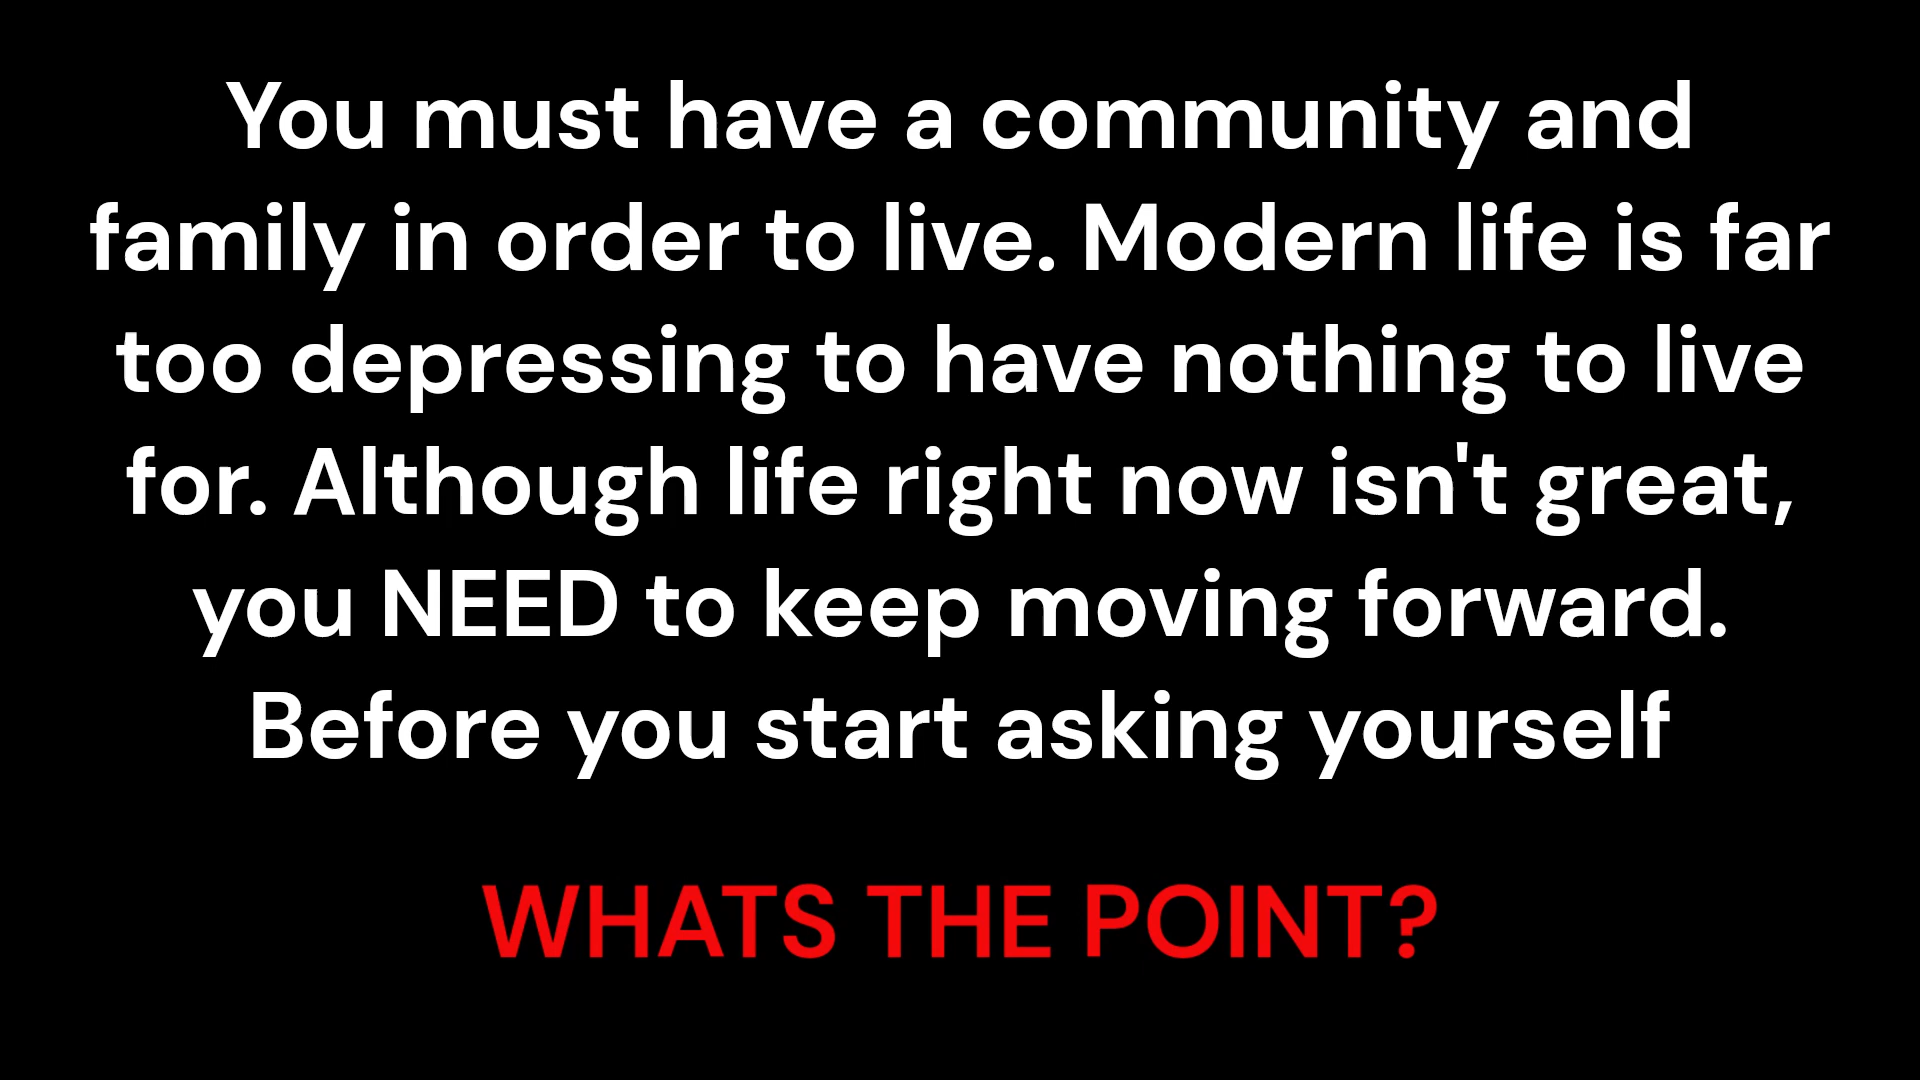 You must have a community and
family in order to live. Modern life is far
too depressing to have nothing to live
for. Although life right now isn't great,
you NEED to keep moving forward.
Before you start asking yourself
WHATS THE POINT?